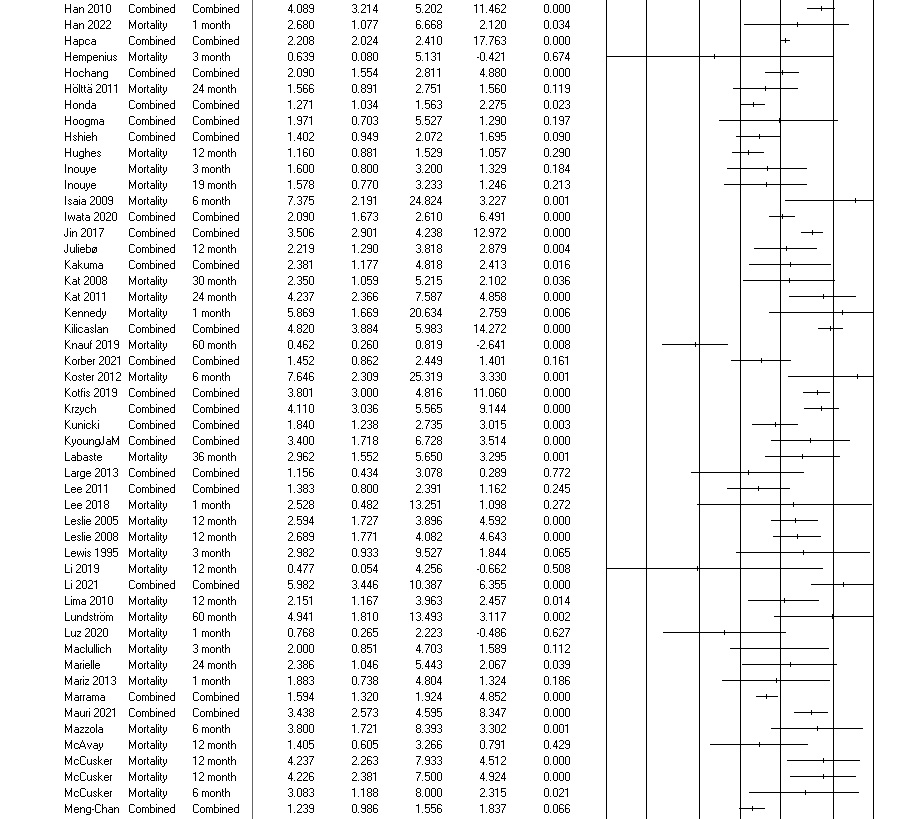 Han 2010 Combined Combined 4.089 3.214 5.202 11.462 0.000
Han 2022 Mortality 1 month 2.680 1.077 6.668 2.120 0.034
Hapca Combined Combined 2.208 2.024 2.410 17.763 0.000
Hempenius Mortality 3 month 0.639 0.080 5.131 -0.421 0.674
Hochang Combined Combined 2.090 1.554 2.811 4.880 0.000
Hölttä 2011 Mortality 24 month 1.566 0.891 2.751 1.560 0.119
Honda Combined Combined 1.271 1.034 1.563 2.275 0.023
Hoogma Combined Combined 1.971 0.703 5.527 1.290 0.197
Hshieh Combined Combined 1.402 0.949 2.072 1.695 0.090
Hughes Mortality 12 month 1.160 0.881 1.529 1.057 0.290
Inouye Mortality 3 month 1.600 0.800 3.200 1.329 0.184
Inouye Mortality 19 month 1.578 0.770 3.233 1.246 0.213
Isaia 2009 Mortality 6 month 7.375 2.191 24.824 3.227 0.001
Iwata 2020 Combined Combined 2.090 1.673 2.610 6.491 0.000
Jin 2017 Combined Combined 3.506 2.901 4.238 12.972 0.000
Juliebø Combined 12 month 2.219 1.290 3.818 2.879 0.004
Kakuma Combined Combined 2.381 1.177 4.818 2.413 0.016
Kat 2008 Mortality 30 month 2.350 1.059 5.215 2.102 0.036
Kat 2011 Mortality 24 month 4.237 2.366 7.587 4.858 0.000
Kennedy Mortality 1 month 5.869 1.669 20.634 2.759 0.006
Kilicaslan Combined Combined 4.820 3.884 5.983 14.272 0.000
Knauf 2019 Mortality 60 month 0.462 0.260 0.819 -2.641 0.008
Korber 2021 Combined Combined 1.452 0.862 2.449 1.401 0.161
Koster 2012 Mortality 6 month 7.646 2.309 25.319 3.330 0.001
Kotfis 2019 Combined Combined 3.801 3.000 4.816 11.060 0.000
Krzych Combined Combined 4.110 3.036 5.565 9.144 0.000
Kunicki Combined Combined 1.840 1.238 2.735 3.015 0.003
KyoungJaM Combined Combined 3.400 1.718 6.728 3.514 0.000
Labaste Mortality 36 month 2.962 1.552 5.650 3.295 0.001
Large 2013 Combined Combined 1.156 0.434 3.078 0.289 0.772
Lee 2011 Combined Combined 1.383 0.800 2.391 1.162 0.245
Lee 2018 Mortality 1 month 2.528 0.482 13.251 1.098 0.272
Leslie 2005 Mortality 12 month 2.594 1.727 3.896 4.592 0.000
Leslie 2008 Mortality 12 month 2.689 1.771 4.082 4.643 0.000
Lewis 1995 Mortality 3 month 2.982 0.933 9.527 1.844 0.065
Li 2019 Mortality 12 month 0.477 0.054 4.256 -0.662 0.508
Li 2021 Combined Combined 5.982 3.446 10.387 6.355 0.000
Lima 2010 Mortality 12 month 2.151 1.167 3.963 2.457 0.014
Lundström Mortality 60 month 4.941 1.810 13.493 3.117 0.002
Luz 2020 Mortality 1 month 0.768 0.265 2.223 -0.486 0.627
Maclullich Mortality 3 month 2.000 0.851 4.703 1.589 0.112
Marielle Mortality 24 month 2.386 1.046 5.443 2.067 0.039
Mariz 2013 Mortality 1 month 1.883 0.738 4.804 1.324 0.186
Marrama Combined Combined 1.594 1.320 1.924 4.852 0.000
Mauri 2021 Combined Combined 3.438 2.573 4.595 8.347 0.000
Mazzola Mortality 6 month 3.800 1.721 8.393 3.302 0.001
McAvay Mortality 12 month 1.405 0.605 3.266 0.791 0.429
McCusker Mortality 12 month 4.237 2.263 7.933 4.512 0.000
McCusker Mortality 12 month 4.226 2.381 7.500 4.924 0.000
McCusker Mortality 6 month 3.083 1.188 8.000 2.315 0.021
Meng-Chan Combined Combined 1.239 0.986 1.556 1.837 0.066